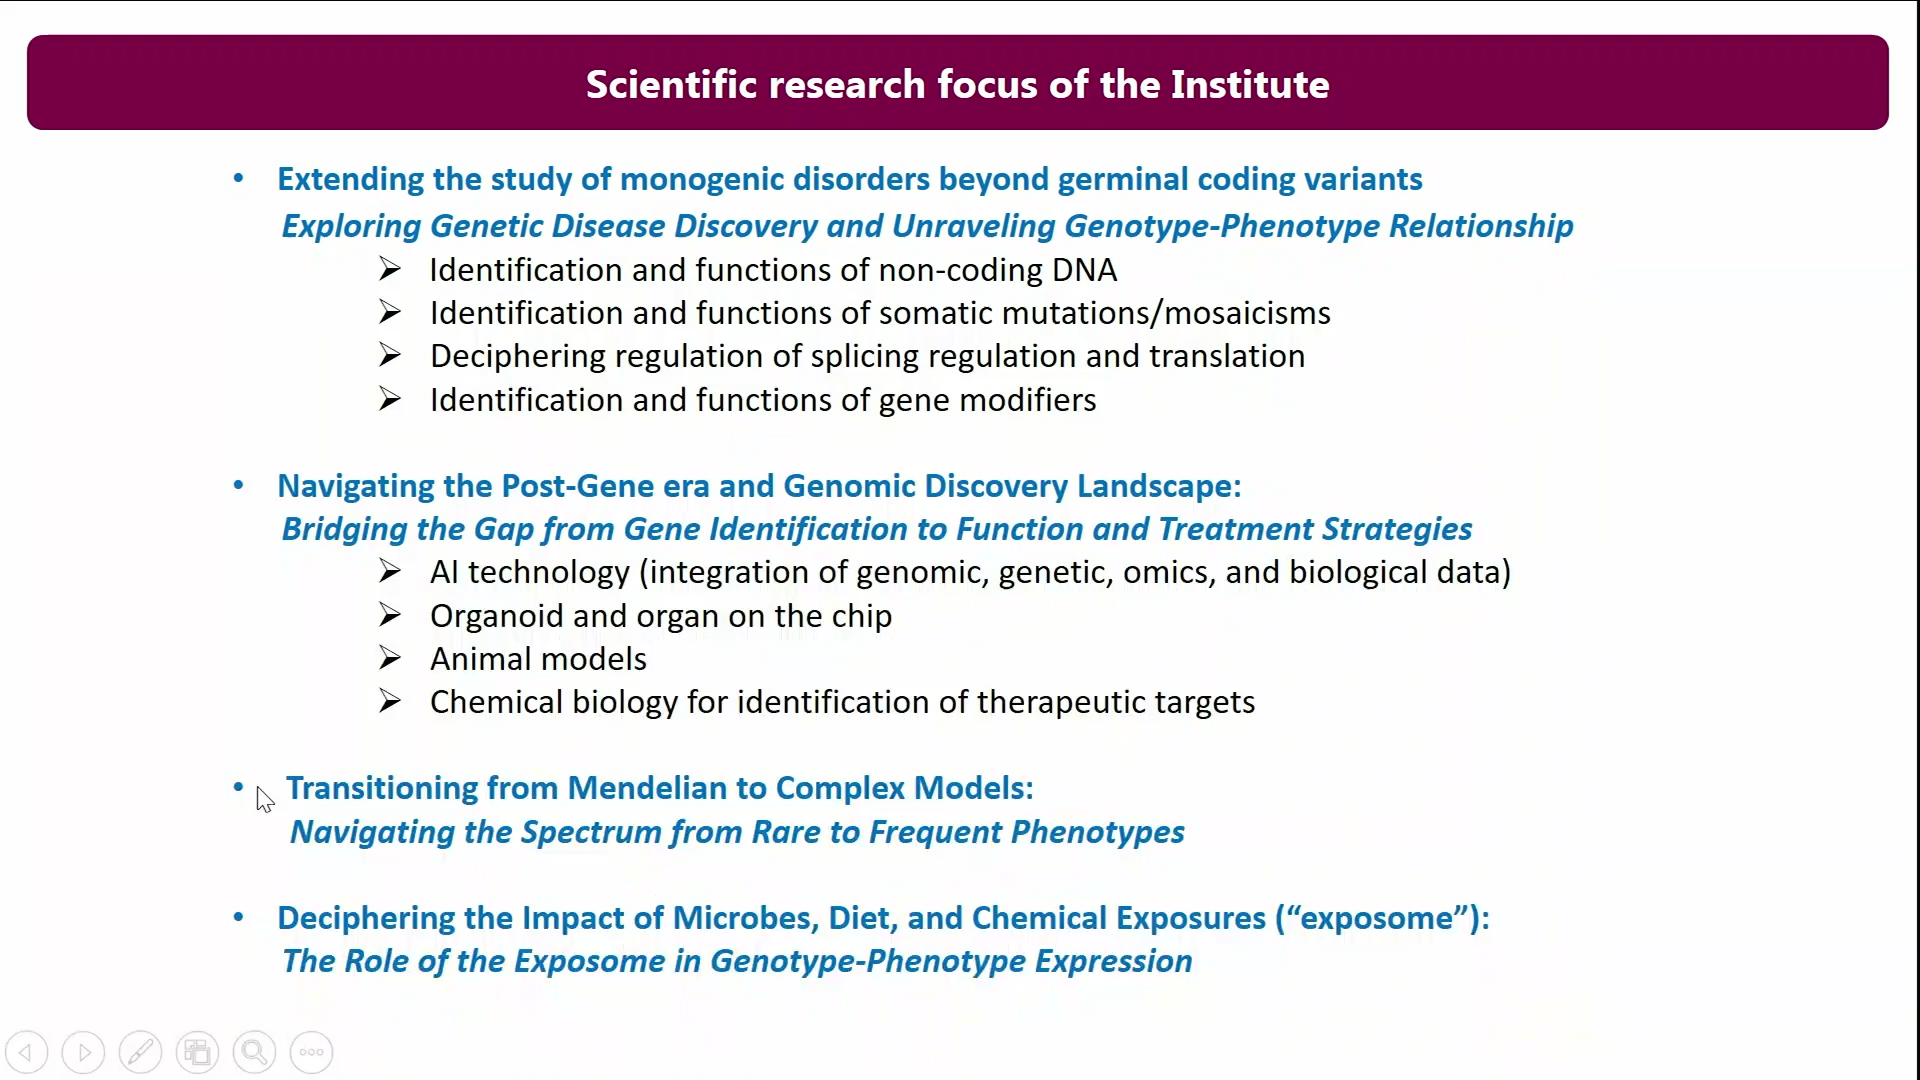 Scientific research focus of the Institute
• Extending the study of monogenic disorders beyond germinal coding variants
Exploring Genetic Disease Discovery and Unraveling Genotype-Phenotype Relationship
➢ Identification and functions of non-coding DNA
➢ Identification and functions of somatic mutations/mosaicisms
➢ Deciphering regulation of splicing regulation and translation
➢ Identification and functions of gene modifiers
• Navigating the Post-Gene era and Genomic Discovery Landscape:
Bridging the Gap from Gene Identification to Function and Treatment Strategies
➢ AI technology (integration of genomic, genetic, omics, and biological data)
➢ Organoid and organ on the chip
➢ Animal models
➢ Chemical biology for identification of therapeutic targets
• Transitioning from Mendelian to Complex Models:
Navigating the Spectrum from Rare to Frequent Phenotypes
• Deciphering the Impact of Microbes, Diet, and Chemical Exposures (“exposome”):
The Role of the Exposome in Genotype-Phenotype Expression